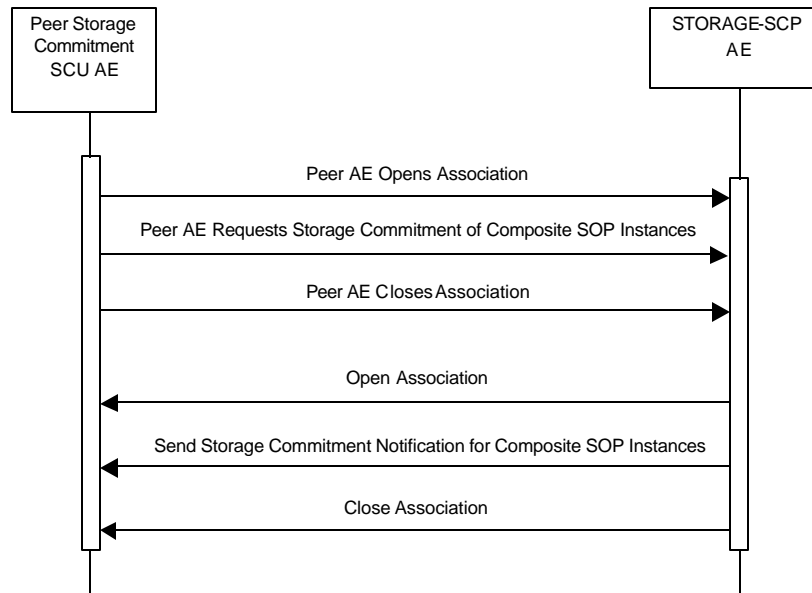 Peer Storage
Commitment
SCU AE
STORAGE-SCP
AE
Peer AE Opens Association
Peer AE Requests Storage Commitment of Composite SOP Instances
Peer AE Closes Association
Open Association
Send Storage Commitment Notification for Composite SOP Instances
Close Association